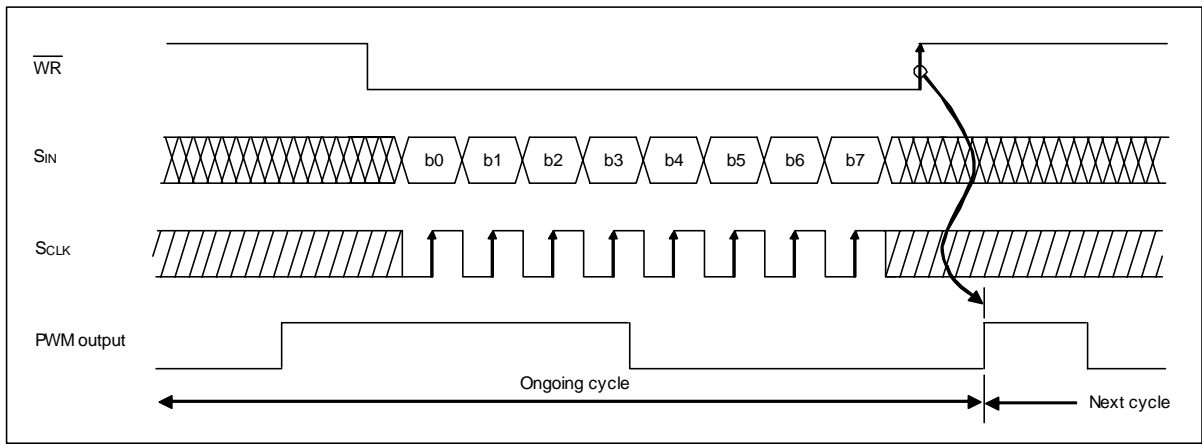 WR
SIN
b0 b1 b2 b3 b4 b5 b6 b7
SCLK
PWM output
Ongoing cycle
Next cycle